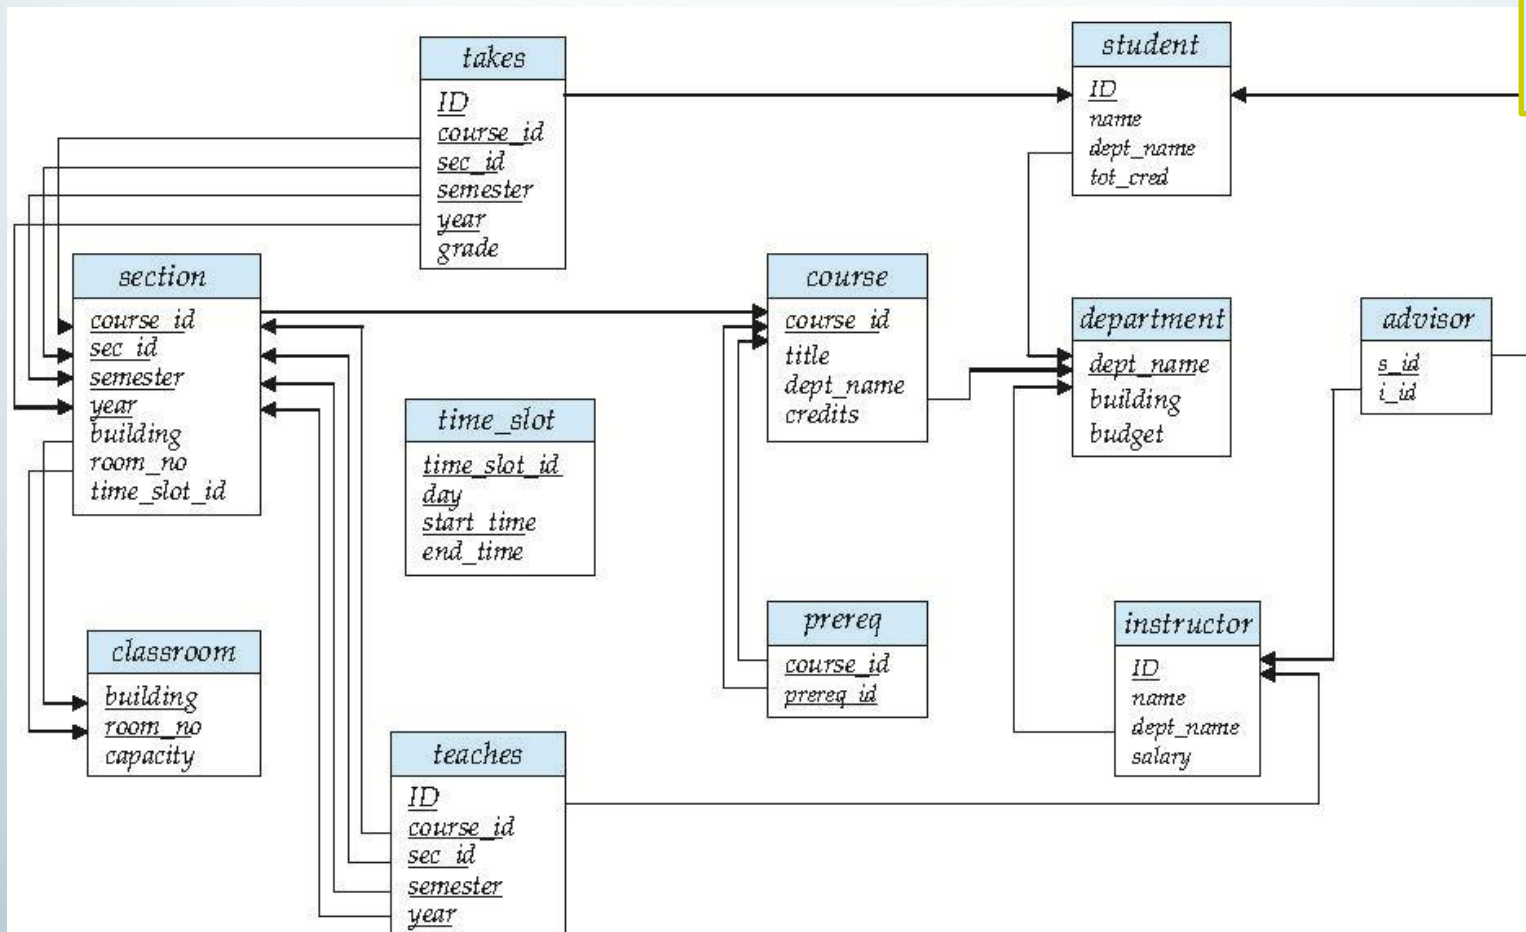 takes
ID
course_id
sec_id
semester
year
grade
student
ID
name
dept_name
tot_cred
section
course_id
sec_id
semester
year
building
room_no
time_slot_id
course
course_id
title
dept_name
credits
department
dept_name
building
budget
advisor
s_id
i_id
time_slot
time_slot_id
day
start_time
end_time
prereq
course_id
prereq_id
instructor
ID
name
dept_name
salary
classroom
building
room_no
capacity
teaches
ID
course_id
sec_id
semester
year